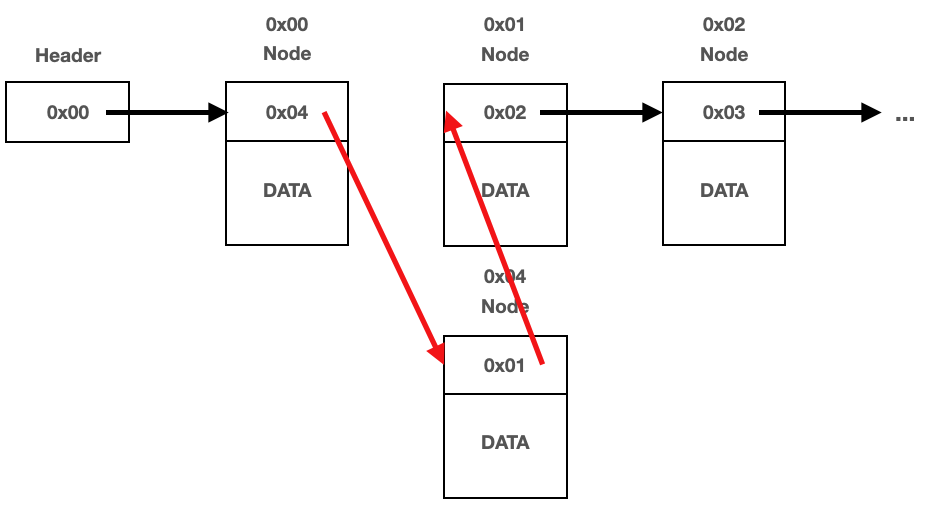 Header
0x00
0x00
Node
0x04
DATA
0x01
Node
0x02
DATA
0x02
Node
0x03
DATA
...
0x04
Node
0x01
DATA